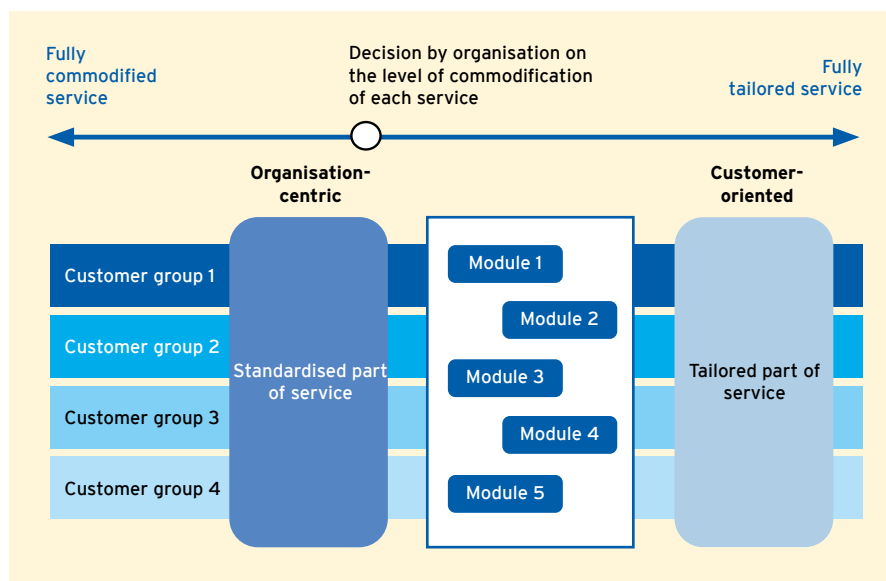 Fully
commodified
service
Decision by organisation on
the level of commodification
of each service
Fully
tailored service
Organisation-
centric
Customer-
oriented
Customer group 1
Customer group 2
Customer group 3
Customer group 4
Standardised part
of service
Module 1
Module 2
Module 3
Module 4
Module 5
Tailored part of
service